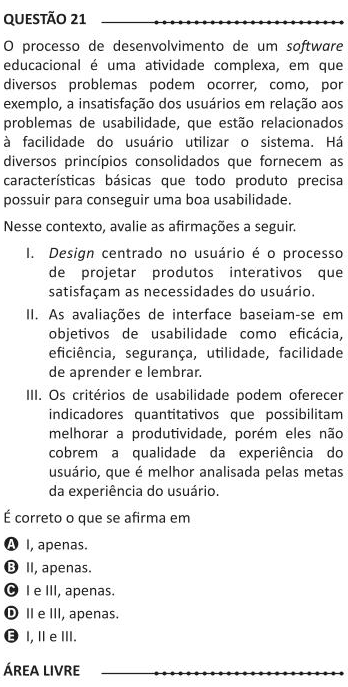 QUESTÃO 21
O processo de desenvolvimento de um software
educacional é uma atividade complexa, em que
diversos problemas podem ocorrer, como, por
exemplo, a insatisfação dos usuários em relação aos
problemas de usabilidade, que estão relacionados
à facilidade do usuário utilizar o sistema. Há
diversos princípios consolidados que fornecem as
características básicas que todo produto precisa
possuir para conseguir uma boa usabilidade.
Nesse contexto, avalie as afirmações a seguir.
I. Design centrado no usuário é o processo
de projetar produtos interativos que
satisfaçam as necessidades do usuário.
II. As avaliações de interface baseiam-se em
objetivos de usabilidade como eficácia,
eficiência, segurança, utilidade, facilidade
de aprender e lembrar.
III. Os critérios de usabilidade podem oferecer
indicadores quantitativos que possibilitam
melhorar a produtividade, porém eles não
cobrem a qualidade da experiência do
usuário, que é melhor analisada pelas metas
da experiência do usuário.
É correto o que se afirma em
A I, apenas.
B II, apenas.
C I e III, apenas.
D II e III, apenas.
E I, II e III.
ÁREA LIVRE